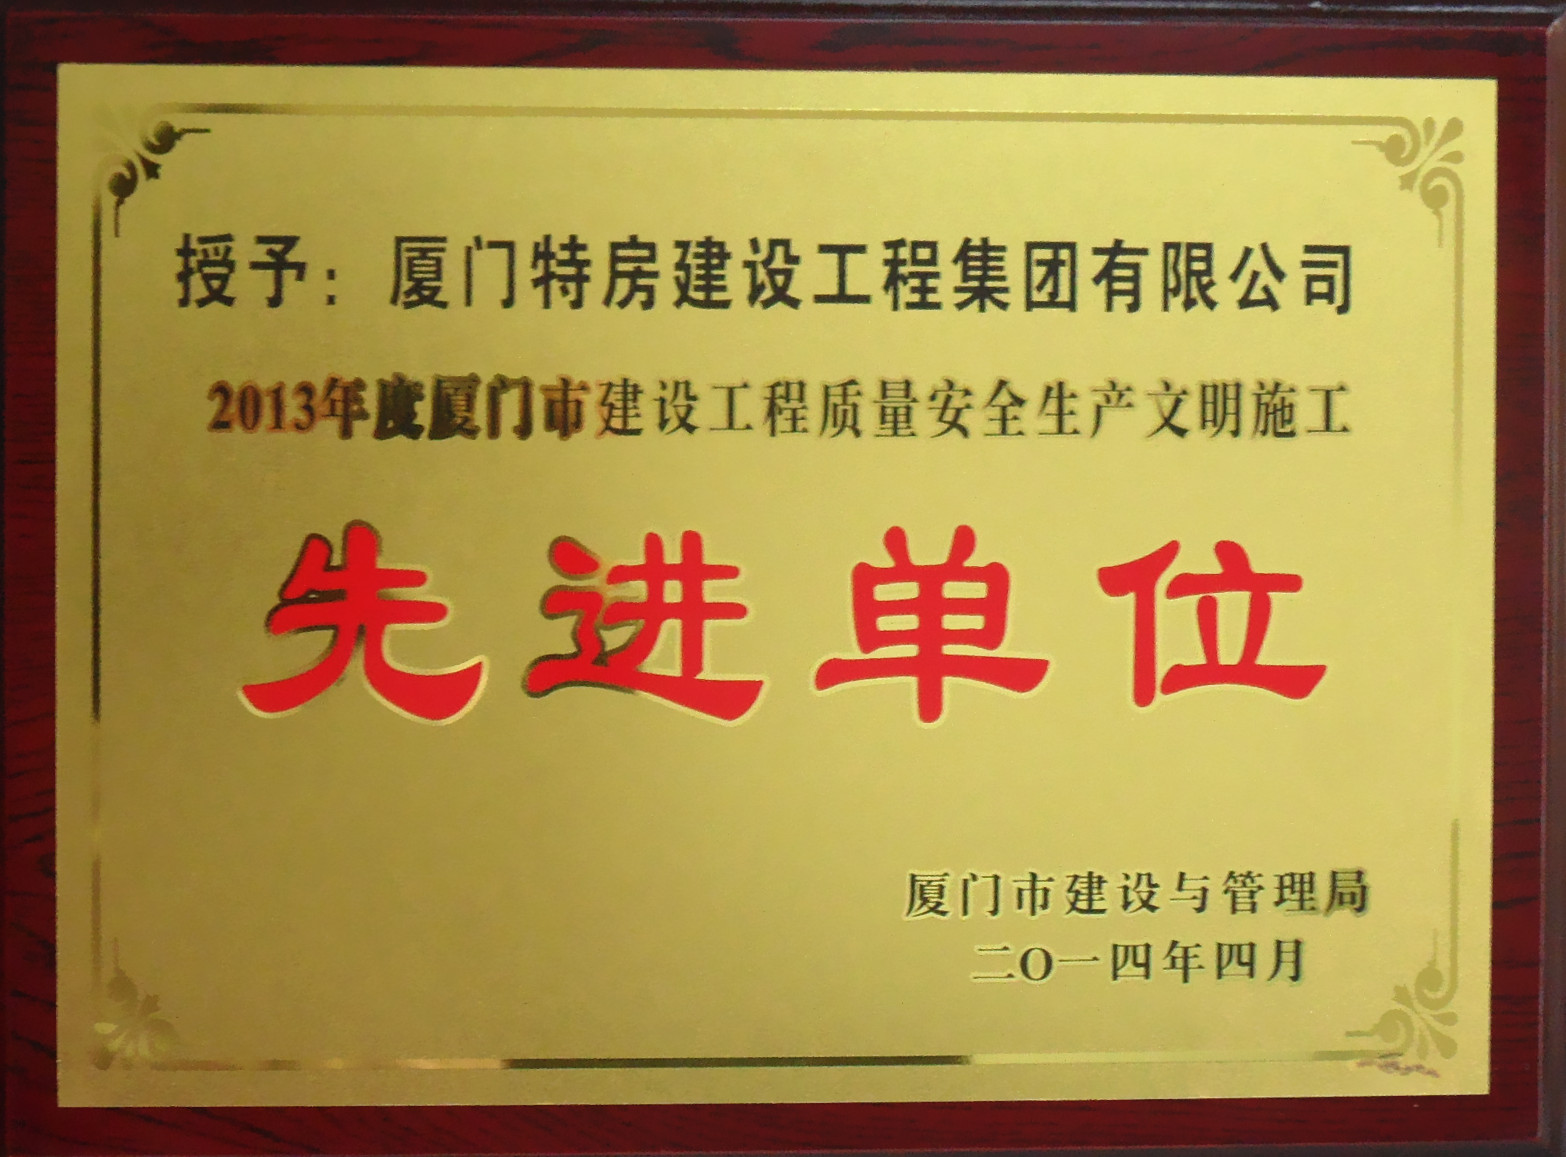 授予：厦门特房建设工程集团有限公司
2013年度厦门市建设工程质量安全生产文明施工
先进单位
厦门市建设与管理局
二〇一四年四月